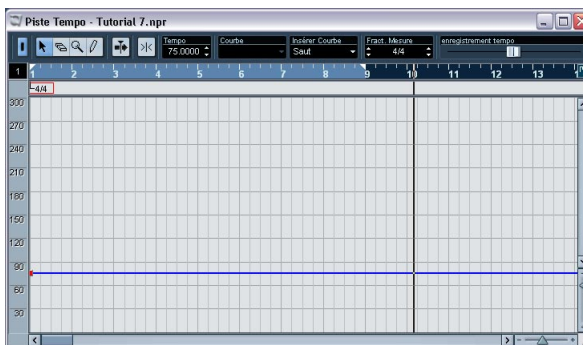 Piste Tempo - Tutorial 7.npr
Tempo
Courbe
Insérer Courbe
Fract. Mesure
enregistrement tempo
75.0000
Saut
4/4
1
1 2 3 4 5 6 7 8 9 10 11 12 13
4/4
300
270
240
210
180
150
120
90
60
30